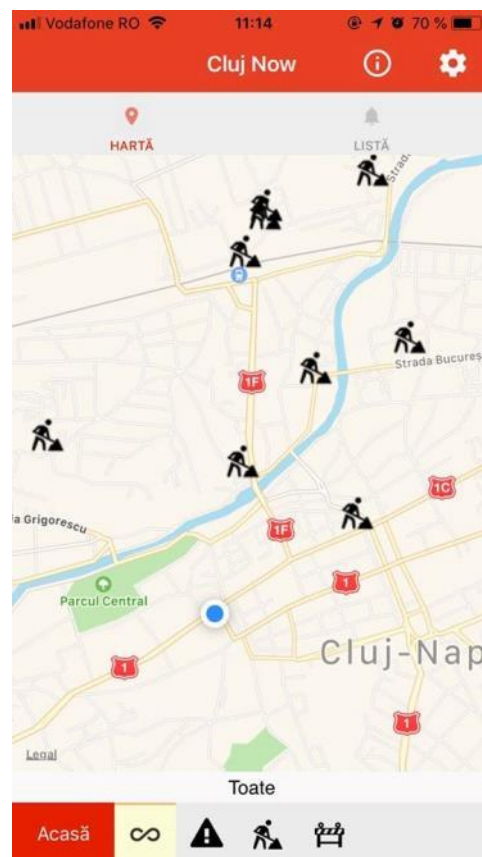 Vodafone RO 11:14 70 %
Cluj Now
HARTĂ LISTĂ
Strada
Strada Bucureș
1F
1C
a Grigorescu
1F
Parcul Central
1
Cluj-Nap
1
1
Legal
Toate
Acasă